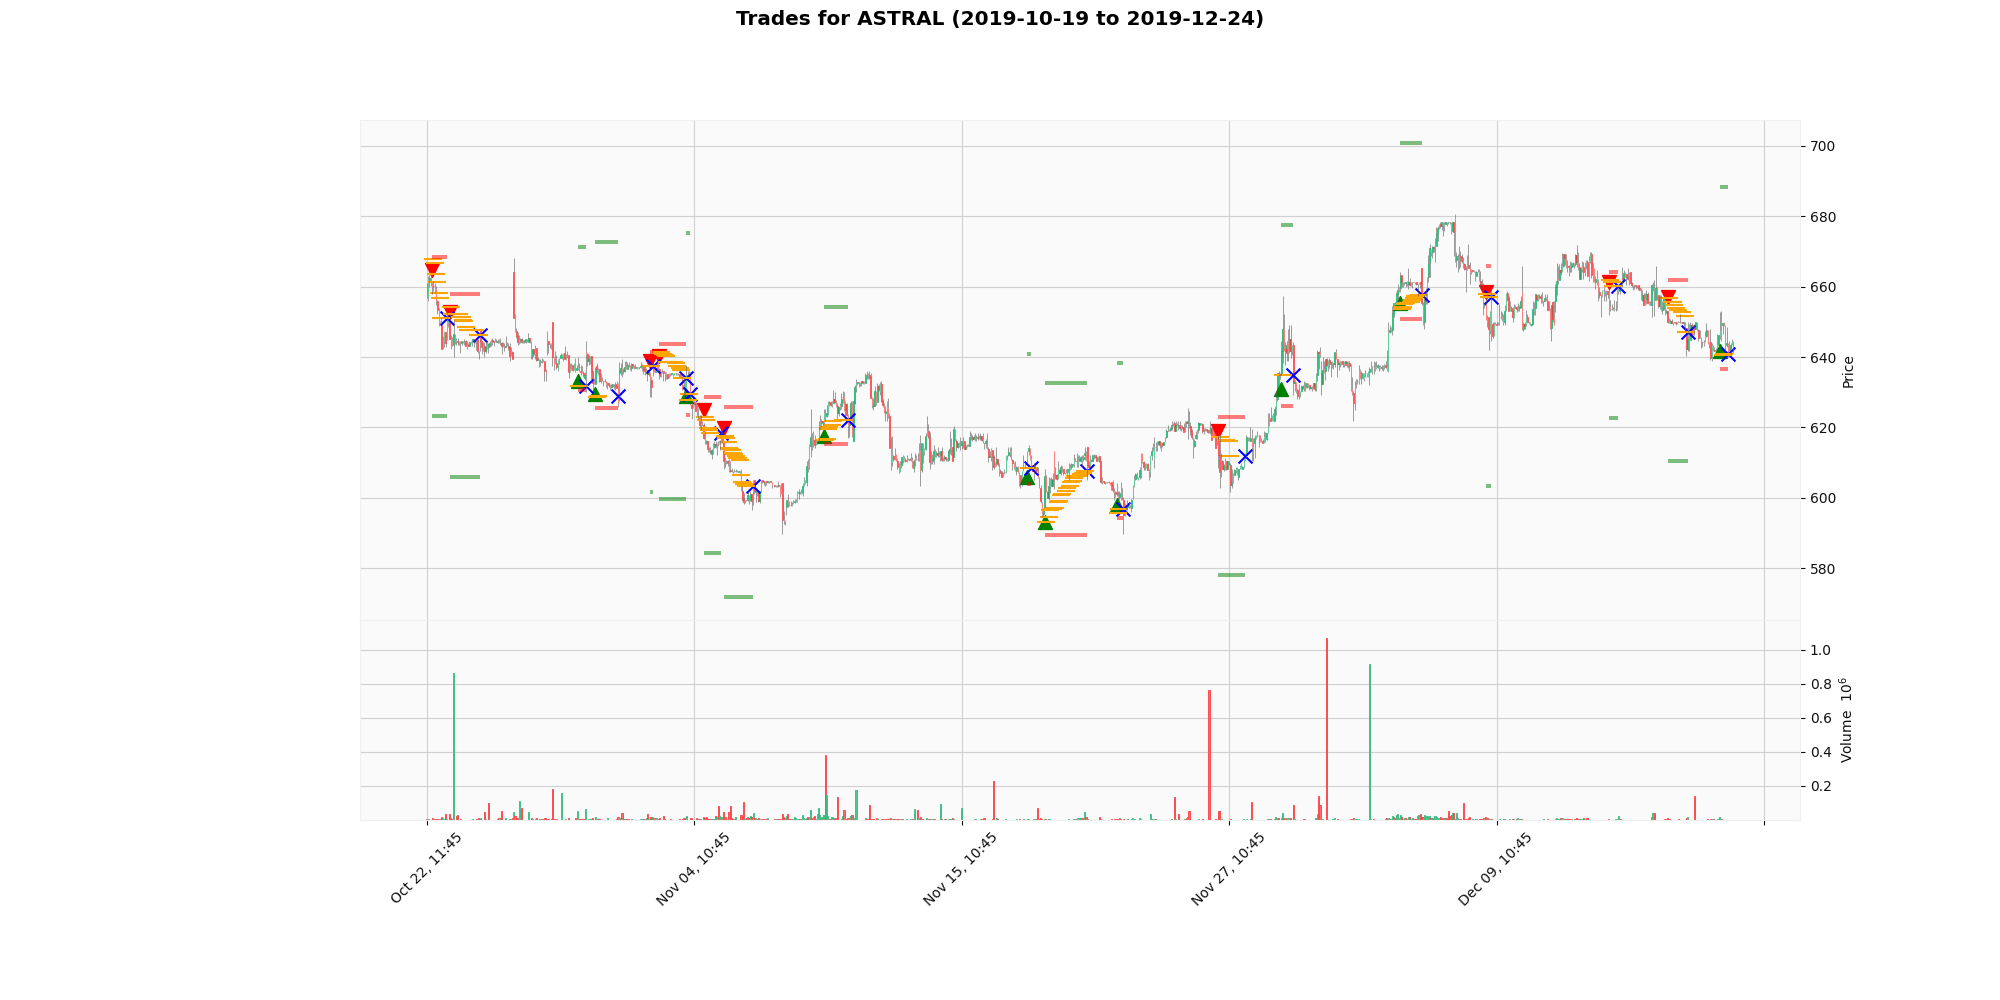 Trades for ASTRAL (2019-10-19 to 2019-12-24)
700
680
660
640
620
600
580
Price
1.0
0.8
0.6
0.4
0.2
Volume 10^6
Oct 22, 11:45
Nov 04, 10:45
Nov 15, 10:45
Nov 27, 10:45
Dec 09, 10:45